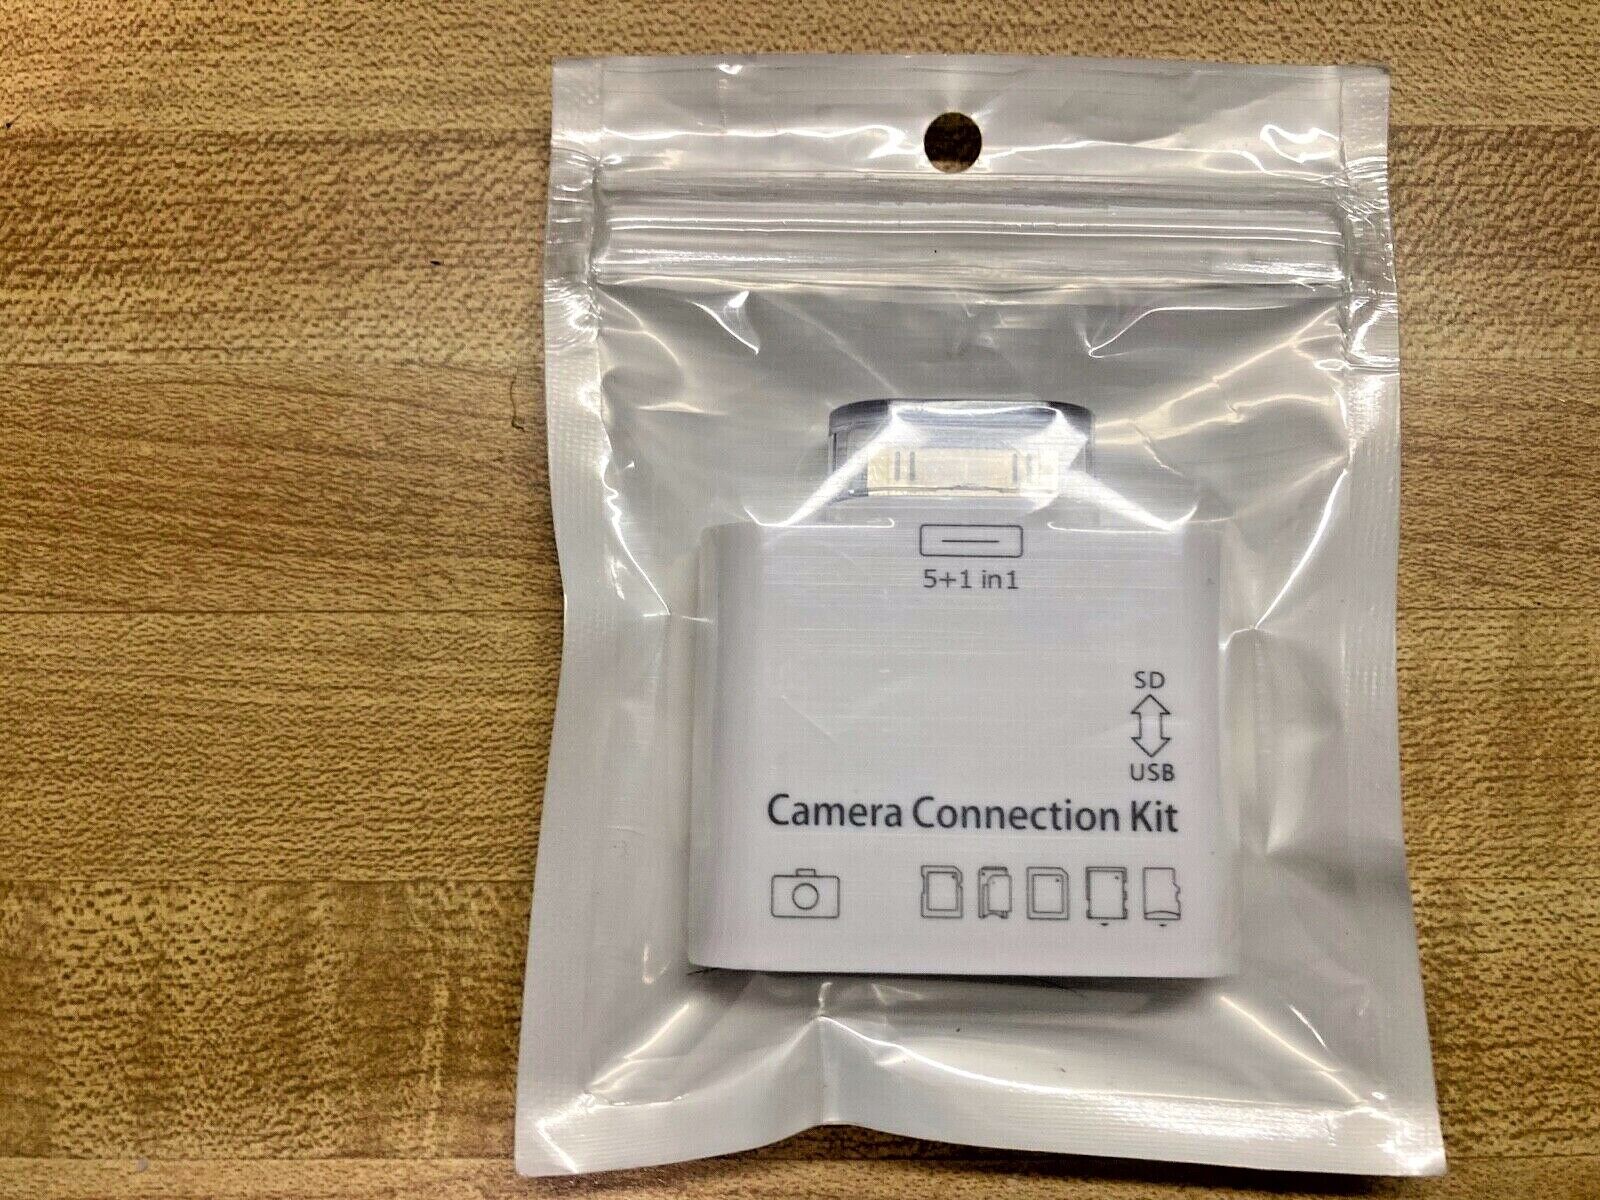 5+1 in1
SD
USB
Camera Connection Kit